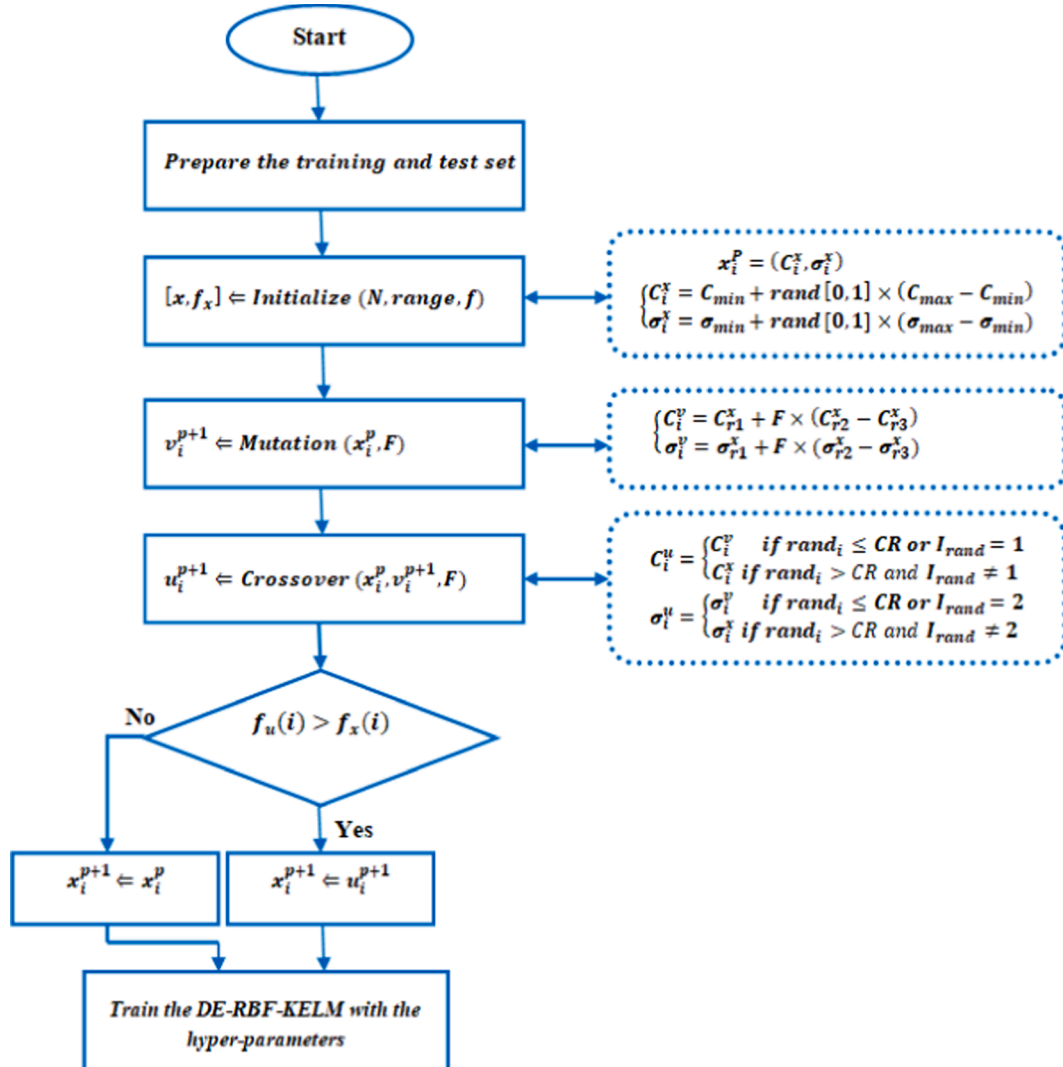 Start
Prepare the training and test set
[x, f_x] ⇐ Initialize (N, range, f)
x_i^P = (C_i^x, σ_i^x)
{C_i^x = C_min + rand [0, 1] × (C_max − C_min)
{σ_i^x = σ_min + rand [0, 1] × (σ_max − σ_min)
v_i^{p+1} ⇐ Mutation (x_i^p, F)
{C_i^v = C_{r1}^x + F × (C_{r2}^x − C_{r3}^x)
{σ_i^v = σ_{r1}^x + F × (σ_{r2}^x − σ_{r3}^x)
u_i^{p+1} ⇐ Crossover (x_i^p, v_i^{p+1}, F)
C_i^u = {C_i^v if rand_i ≤ CR or I_rand = 1
{C_i^x if rand_i > CR and I_rand ≠ 1
σ_i^u = {σ_i^v if rand_i ≤ CR or I_rand = 2
{σ_i^x if rand_i > CR and I_rand ≠ 2
f_u(i) > f_x(i)
No
Yes
x_i^{p+1} ⇐ x_i^p
x_i^{p+1} ⇐ u_i^{p+1}
Train the DE-RBF-KELM with the
hyper-parameters